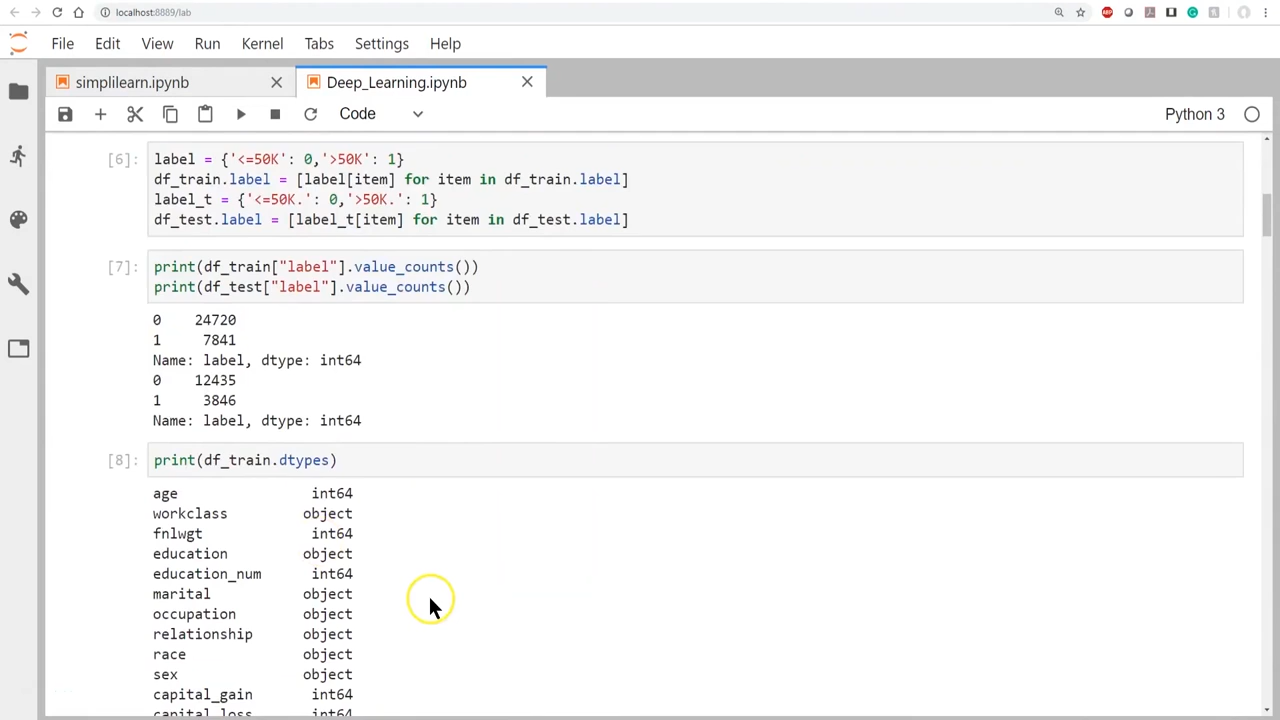 localhost:8889/lab
File Edit View Run Kernel Tabs Settings Help
simplilearn.ipynb Deep_Learning.ipynb
Code Python 3
[6]: label = {'<=50K': 0,'>50K': 1}
df_train.label = [label[item] for item in df_train.label]
label_t = {'<=50K.': 0,'>50K.': 1}
df_test.label = [label_t[item] for item in df_test.label]
[7]: print(df_train["label"].value_counts())
print(df_test["label"].value_counts())
0 24720
1 7841
Name: label, dtype: int64
0 12435
1 3846
Name: label, dtype: int64
[8]: print(df_train.dtypes)
age int64
workclass object
fnlwgt int64
education object
education_num int64
marital object
occupation object
relationship object
race object
sex object
capital_gain int64
capital_loss int64